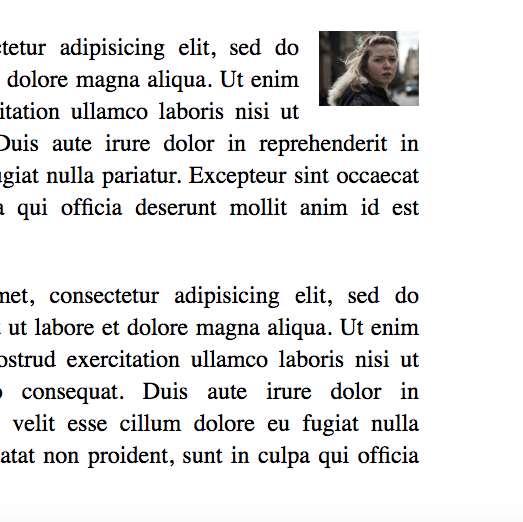 tetur adipisicing elit, sed do
dolore magna aliqua. Ut enim
itation ullamco laboris nisi ut
Duis aute irure dolor in reprehenderit in
giat nulla pariatur. Excepteur sint occaecat
qui officia deserunt mollit anim id est
met, consectetur adipisicing elit, sed do
ut labore et dolore magna aliqua. Ut enim
ostrud exercitation ullamco laboris nisi ut
consequat. Duis aute irure dolor in
velit esse cillum dolore eu fugiat nulla
atat non proident, sunt in culpa qui officia